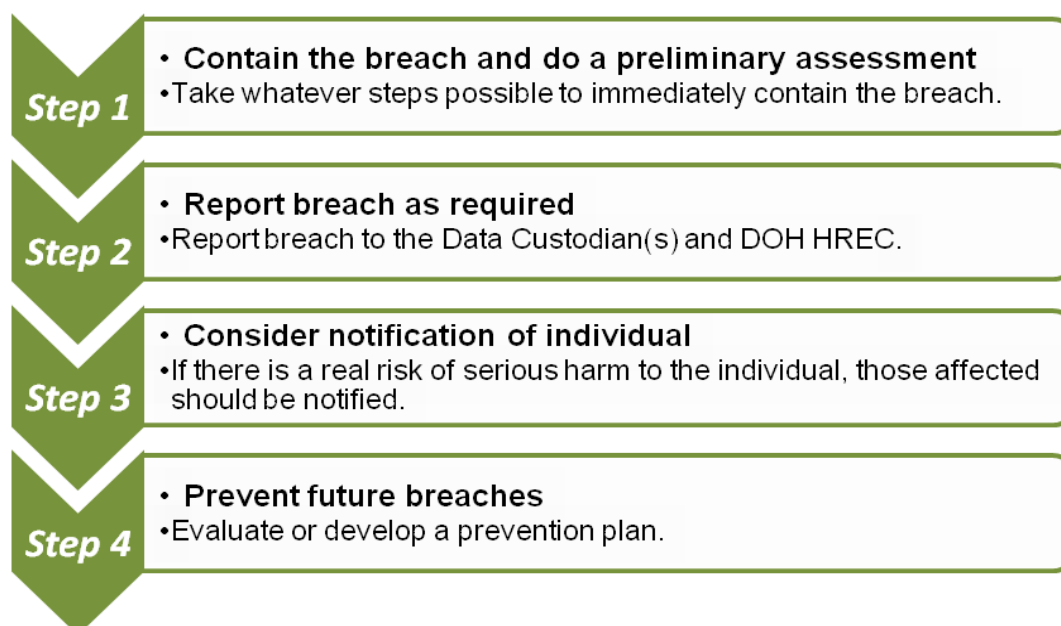 Step 1
• Contain the breach and do a preliminary assessment
•Take whatever steps possible to immediately contain the breach.
Step 2
• Report breach as required
•Report breach to the Data Custodian(s) and DOH HREC.
Step 3
• Consider notification of individual
•If there is a real risk of serious harm to the individual, those affected
should be notified.
Step 4
• Prevent future breaches
•Evaluate or develop a prevention plan.